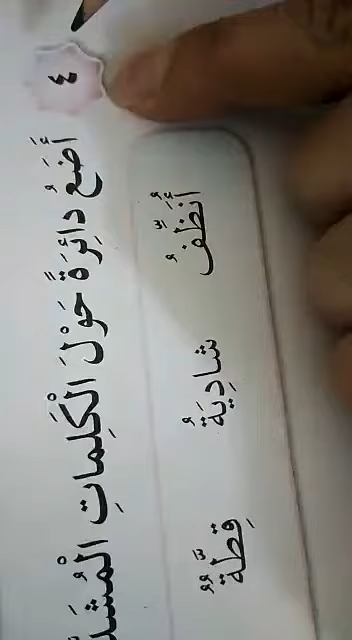 ٤ أَضَعُ دائِرَةً حَوْلَ الْكَلِماتِ
أُنَظِّفُ شادِيَةُ قِطَّةٌ